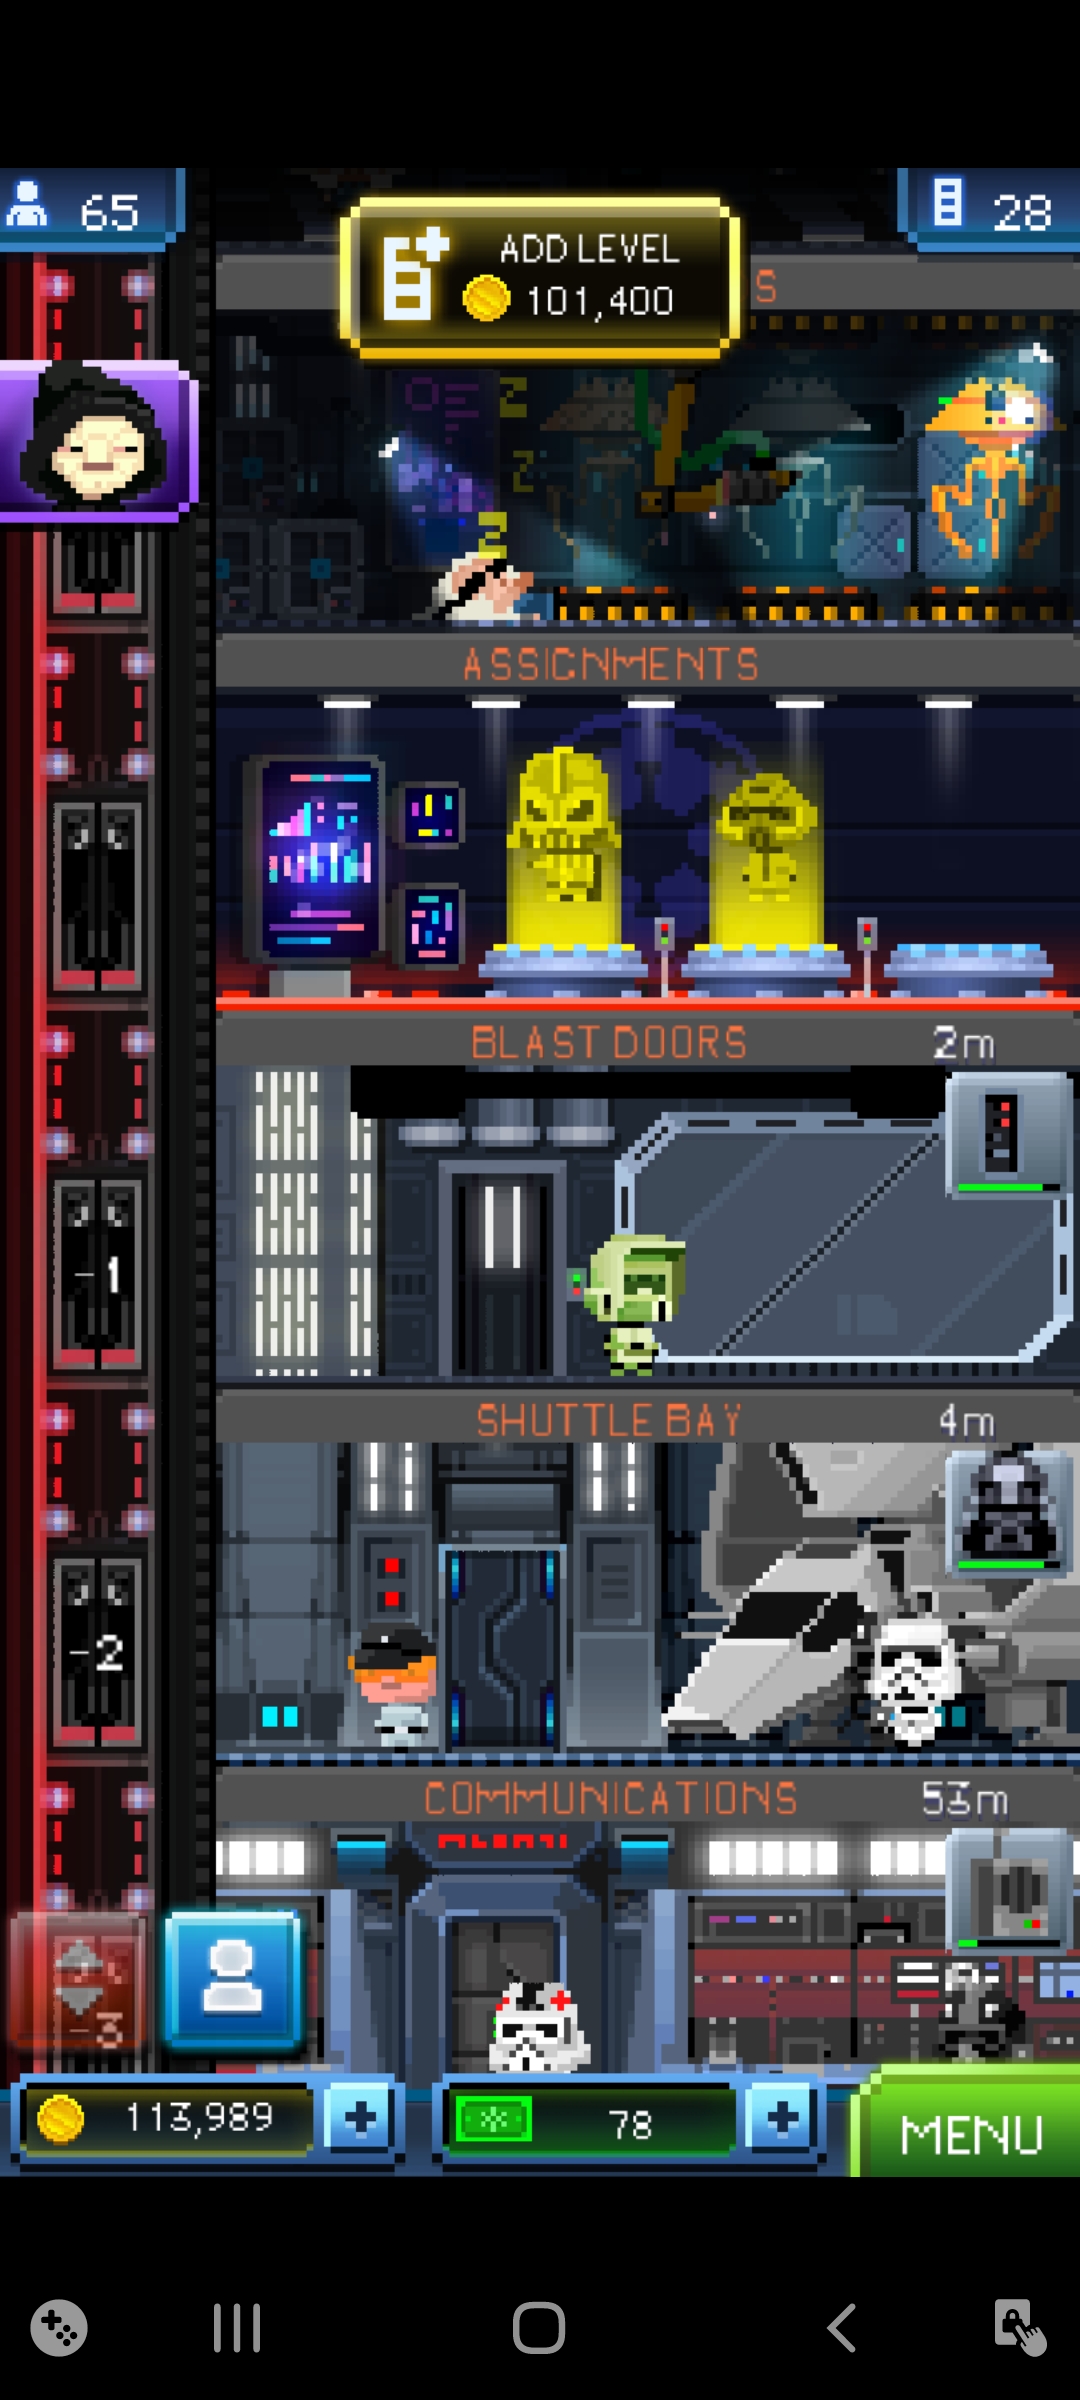 65
ADD LEVEL
101,400
28
S
Z
Z
Z
ASSIGNMENTS
BLAST DOORS 2m
-1
SHUTTLE BAY 4m
-2
COMMUNICATIONS 53m
-3
113,989
78
MENU